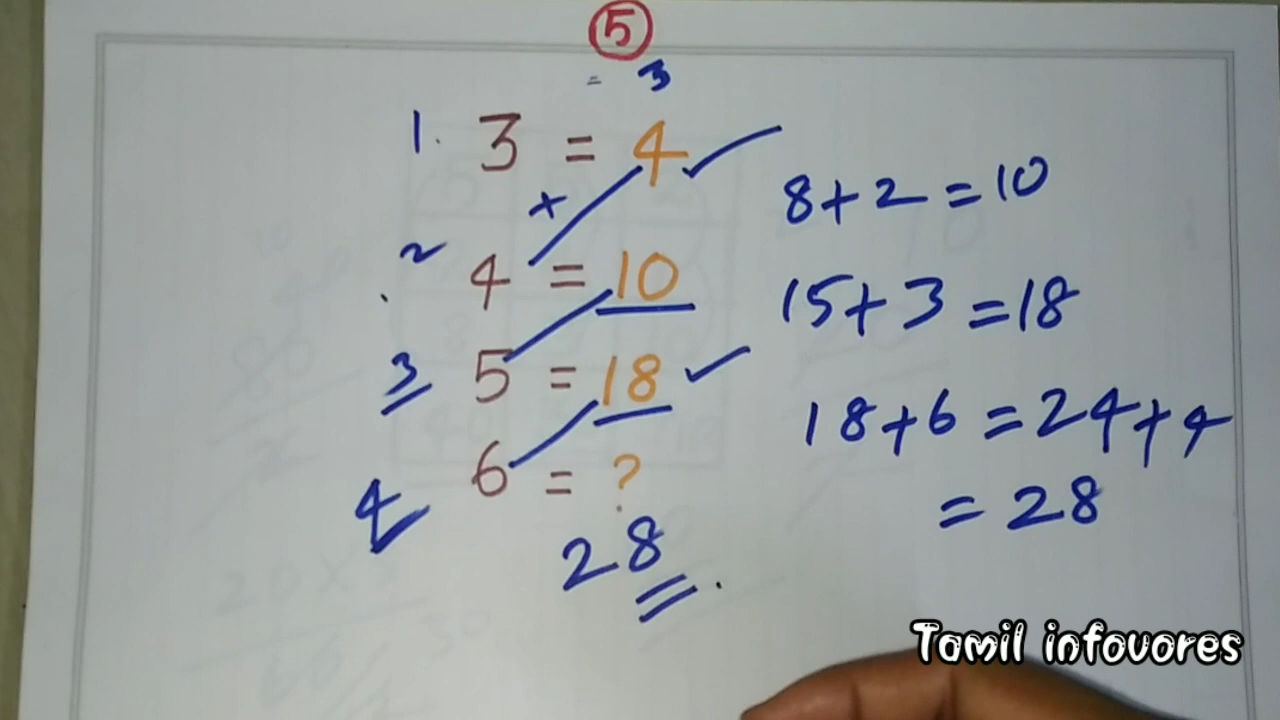 5
= 3
1. 3 = 4
+
8+2=10
2 4 = 10
15+3=18
3 5 = 18
18+6=24+4
4 6 = ?
=28
28
Tamil infovores